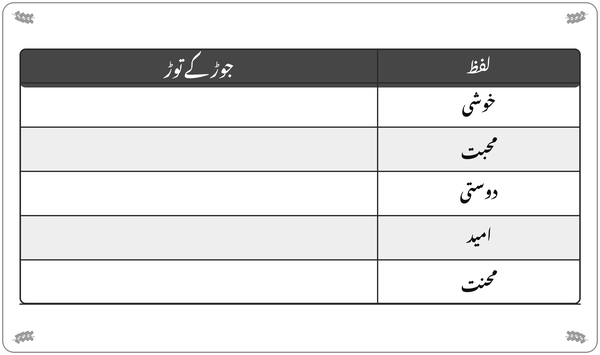 لفظ جوڑ کے توڑ
خوشی
محبت
دوستی
امید
محنت